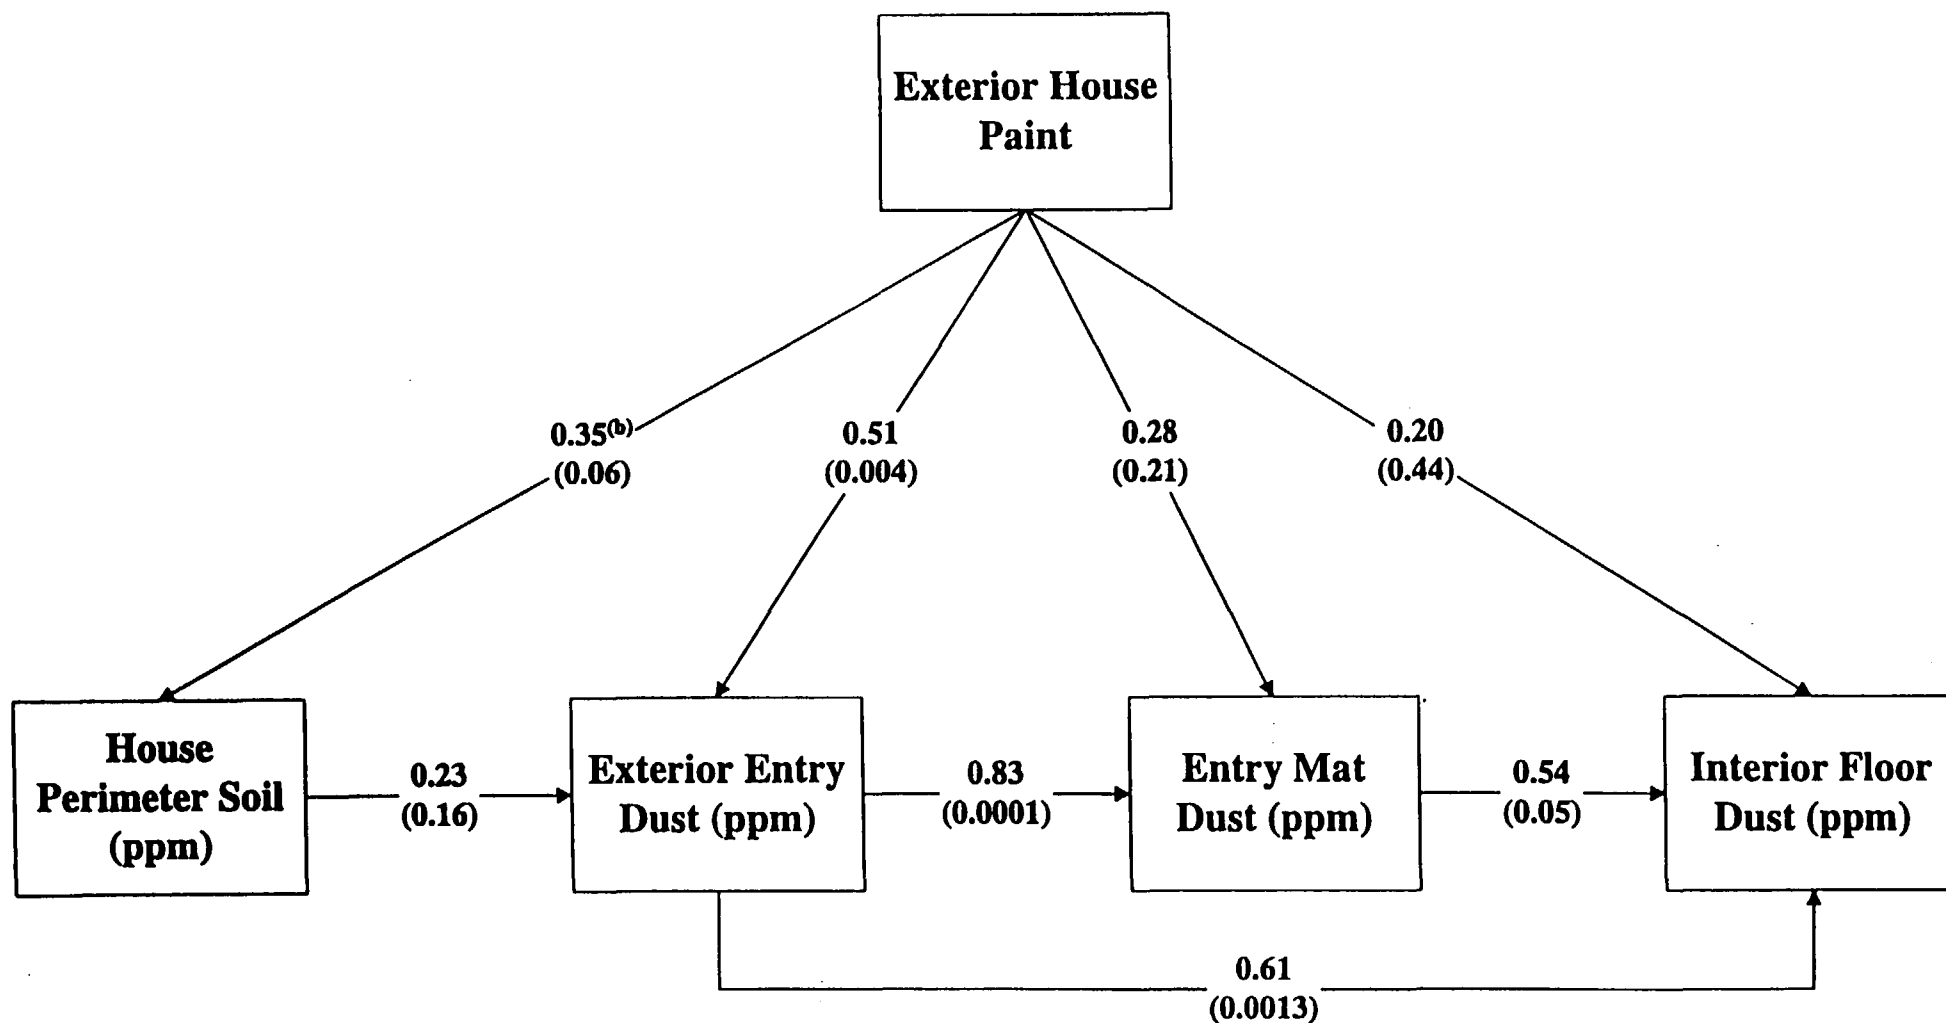 Exterior House
Paint
0.35(b)
(0.06)
0.51
(0.004)
0.28
(0.21)
0.20
(0.44)
House
Perimeter Soil
(ppm)
0.23
(0.16)
Exterior Entry
Dust (ppm)
0.83
(0.0001)
Entry Mat
Dust (ppm)
0.54
(0.05)
Interior Floor
Dust (ppm)
0.61
(0.0013)